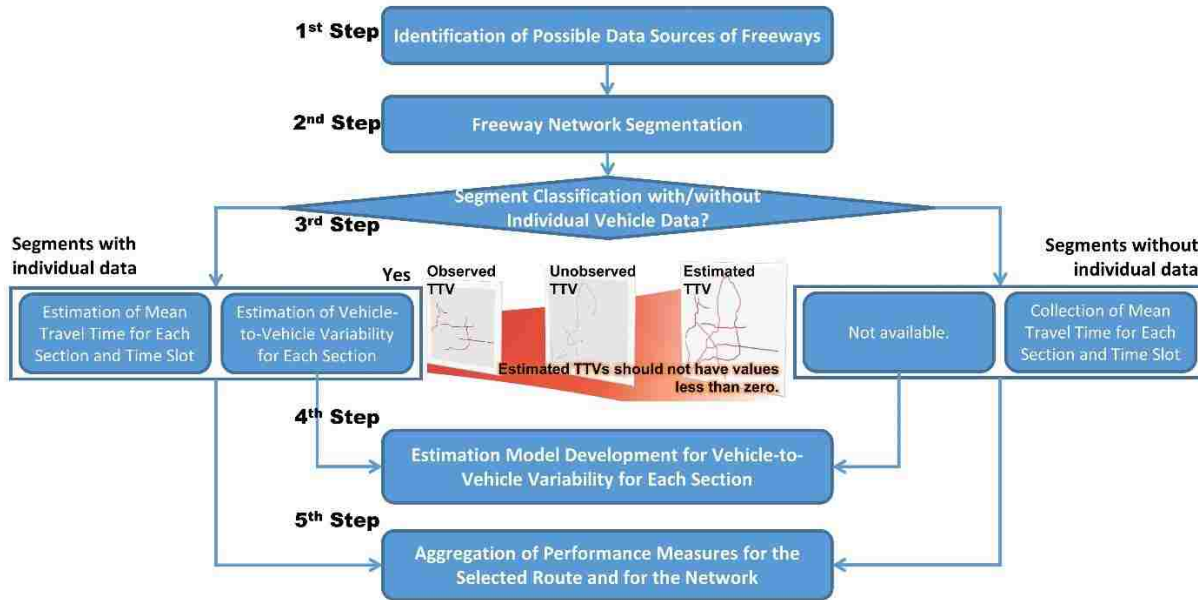 1st Step
Identification of Possible Data Sources of Freeways
2nd Step
Freeway Network Segmentation
Segment Classification with/without
Individual Vehicle Data?
3rd Step
Segments with
individual data
Segments without
individual data
Yes
Observed
TTV
Unobserved
TTV
Estimated
TTV
Estimated TTVs should not have values
less than zero.
Estimation of Mean
Travel Time for Each
Section and Time Slot
Estimation of Vehicle-
to-Vehicle Variability
for Each Section
Not available.
Collection of Mean
Travel Time for Each
Section and Time Slot
4th Step
Estimation Model Development for Vehicle-to-
Vehicle Variability for Each Section
5th Step
Aggregation of Performance Measures for the
Selected Route and for the Network